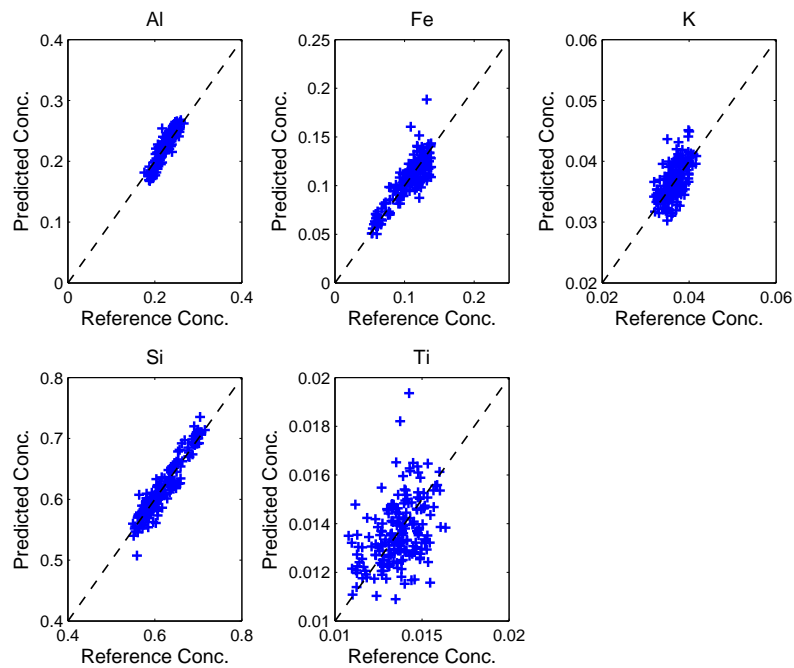 Al
0.4
0.3
0.2
0.1
0
0 0.2 0.4
Predicted Conc.
Reference Conc.
Fe
0.25
0.2
0.15
0.1
0.05
0
0 0.1 0.2
Predicted Conc.
Reference Conc.
K
0.06
0.05
0.04
0.03
0.02
0.02 0.04 0.06
Predicted Conc.
Reference Conc.
Si
0.8
0.7
0.6
0.5
0.4
0.4 0.6 0.8
Predicted Conc.
Reference Conc.
Ti
0.02
0.018
0.016
0.014
0.012
0.01
0.01 0.015 0.02
Predicted Conc.
Reference Conc.